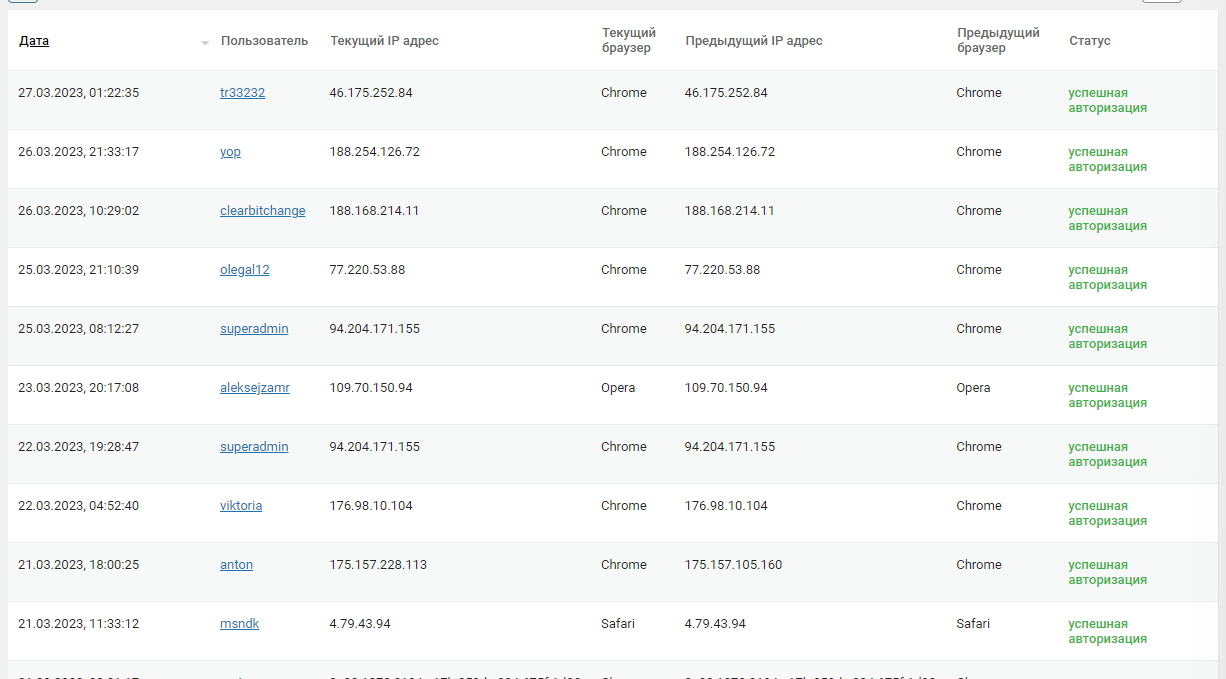 Дата Пользователь Текущий IP адрес Текущий браузер Предыдущий IP адрес Предыдущий браузер Статус
27.03.2023, 01:22:35 tr33232 46.175.252.84 Chrome 46.175.252.84 Chrome успешная авторизация
26.03.2023, 21:33:17 yop 188.254.126.72 Chrome 188.254.126.72 Chrome успешная авторизация
26.03.2023, 10:29:02 clearbitchange 188.168.214.11 Chrome 188.168.214.11 Chrome успешная авторизация
25.03.2023, 21:10:39 olegal12 77.220.53.88 Chrome 77.220.53.88 Chrome успешная авторизация
25.03.2023, 08:12:27 superadmin 94.204.171.155 Chrome 94.204.171.155 Chrome успешная авторизация
23.03.2023, 20:17:08 aleksejzamr 109.70.150.94 Opera 109.70.150.94 Opera успешная авторизация
22.03.2023, 19:28:47 superadmin 94.204.171.155 Chrome 94.204.171.155 Chrome успешная авторизация
22.03.2023, 04:52:40 viktoria 176.98.10.104 Chrome 176.98.10.104 Chrome успешная авторизация
21.03.2023, 18:00:25 anton 175.157.228.113 Chrome 175.157.105.160 Chrome успешная авторизация
21.03.2023, 11:33:12 msndk 4.79.43.94 Safari 4.79.43.94 Safari успешная авторизация